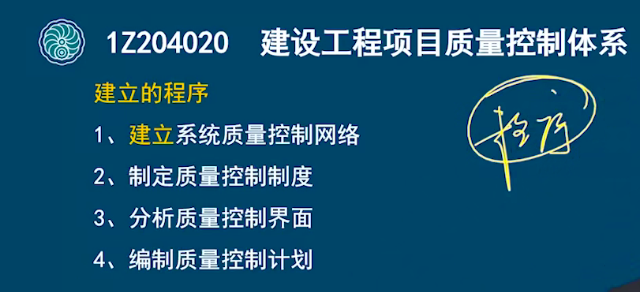 1Z204020 建设工程项目质量控制体系
建立的程序
程序
1、建立系统质量控制网络
2、制定质量控制制度
3、分析质量控制界面
4、编制质量控制计划